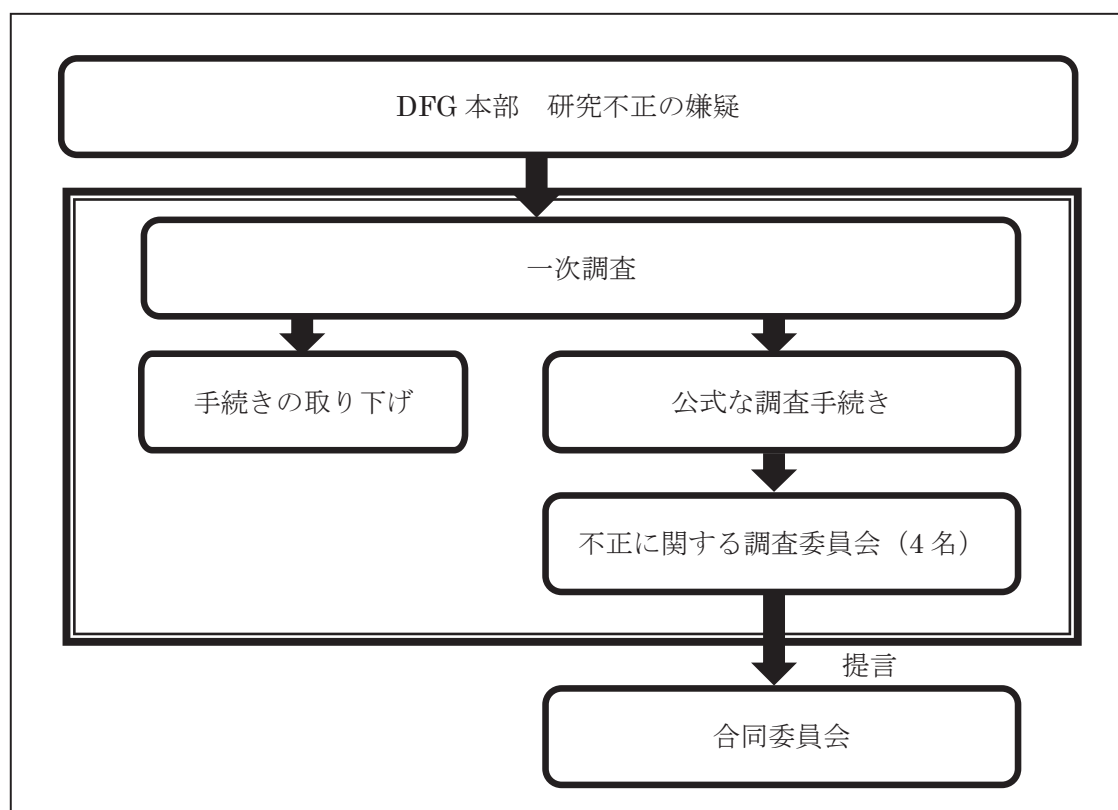 DFG 本部　研究不正の嫌疑
一次調査
手続きの取り下げ
公式な調査手続き
不正に関する調査委員会（4 名）
提言
合同委員会